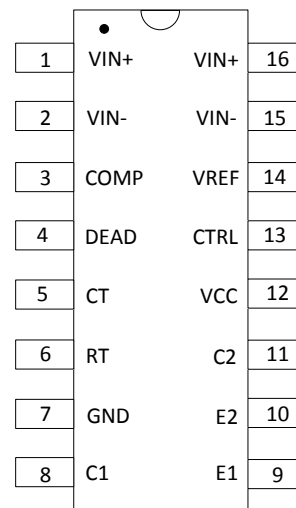 1 VIN+ VIN+ 16
2 VIN- VIN- 15
3 COMP VREF 14
4 DEAD CTRL 13
5 CT VCC 12
6 RT C2 11
7 GND E2 10
8 C1 E1 9